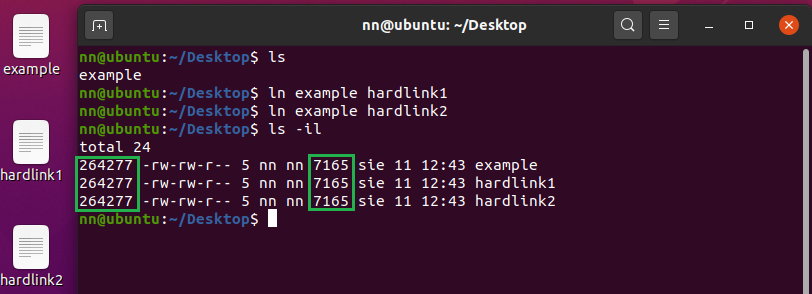 example
hardlink1
hardlink2
nn@ubuntu: ~/Desktop
nn@ubuntu:~/Desktop$ ls
example
nn@ubuntu:~/Desktop$ ln example hardlink1
nn@ubuntu:~/Desktop$ ln example hardlink2
nn@ubuntu:~/Desktop$ ls -il
total 24
264277 -rw-rw-r-- 5 nn nn 7165 sie 11 12:43 example
264277 -rw-rw-r-- 5 nn nn 7165 sie 11 12:43 hardlink1
264277 -rw-rw-r-- 5 nn nn 7165 sie 11 12:43 hardlink2
nn@ubuntu:~/Desktop$